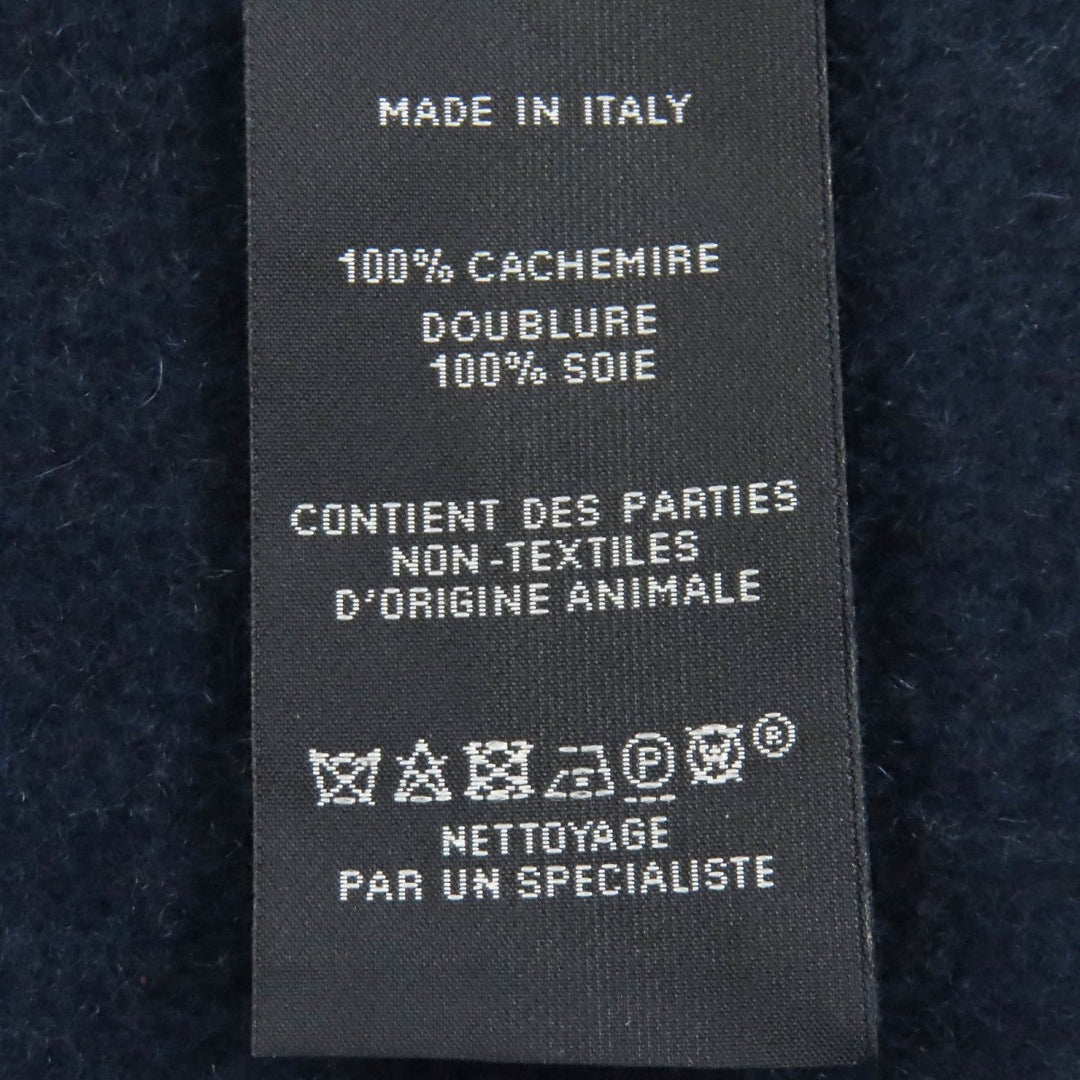 MADE IN ITALY
100% CACHEMIRE
DOUBLURE
100% SOIE
CONTIENT DES PARTIES
NON-TEXTILES
D'ORIGINE ANIMALE
P W ®
NETTOYAGE
PAR UN SPECIALISTE